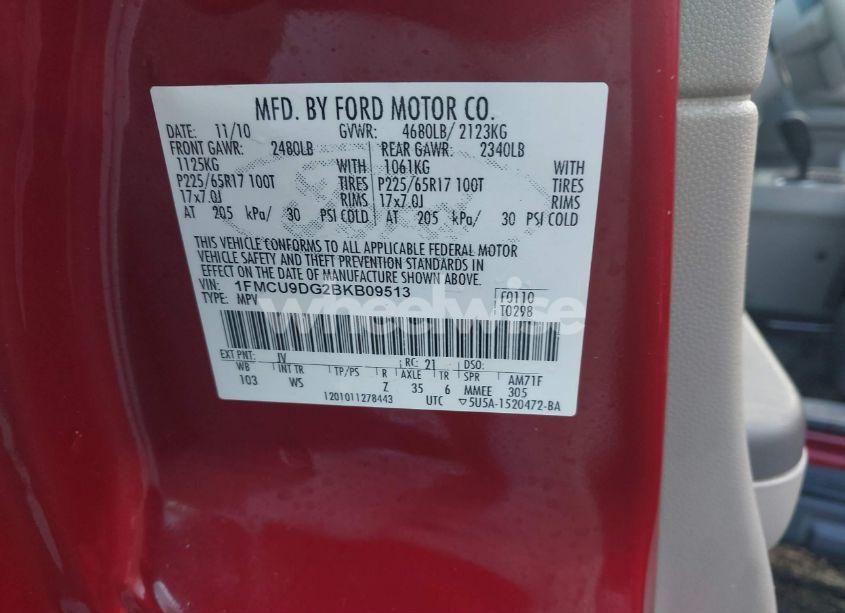 MFD. BY FORD MOTOR CO.
DATE: 11/10 GVWR: 4680LB/ 2123KG
FRONT GAWR: 2480LB REAR GAWR: 2340LB
1125KG WITH 1061KG WITH
P225/65R17 100T TIRES P225/65R17 100T TIRES
17x7.0J RIMS 17x7.0J RIMS
AT 205 kPa/ 30 PSI COLD AT 205 kPa/ 30 PSI COLD
THIS VEHICLE CONFORMS TO ALL APPLICABLE FEDERAL MOTOR
VEHICLE SAFETY AND THEFT PREVENTION STANDARDS IN
EFFECT ON THE DATE OF MANUFACTURE SHOWN ABOVE.
VIN: 1FMCU9DG2BKB09513 F0110
TYPE: MPV T0298
wheelwise
EXT PNT: JV RC: 21 DSO:
WB INT TR TP/PS R AXLE TR SPR AM71F
103 WS Z 35 6 MMEE 305
1201011278443 UTC ▽5U5A-1520472-BA